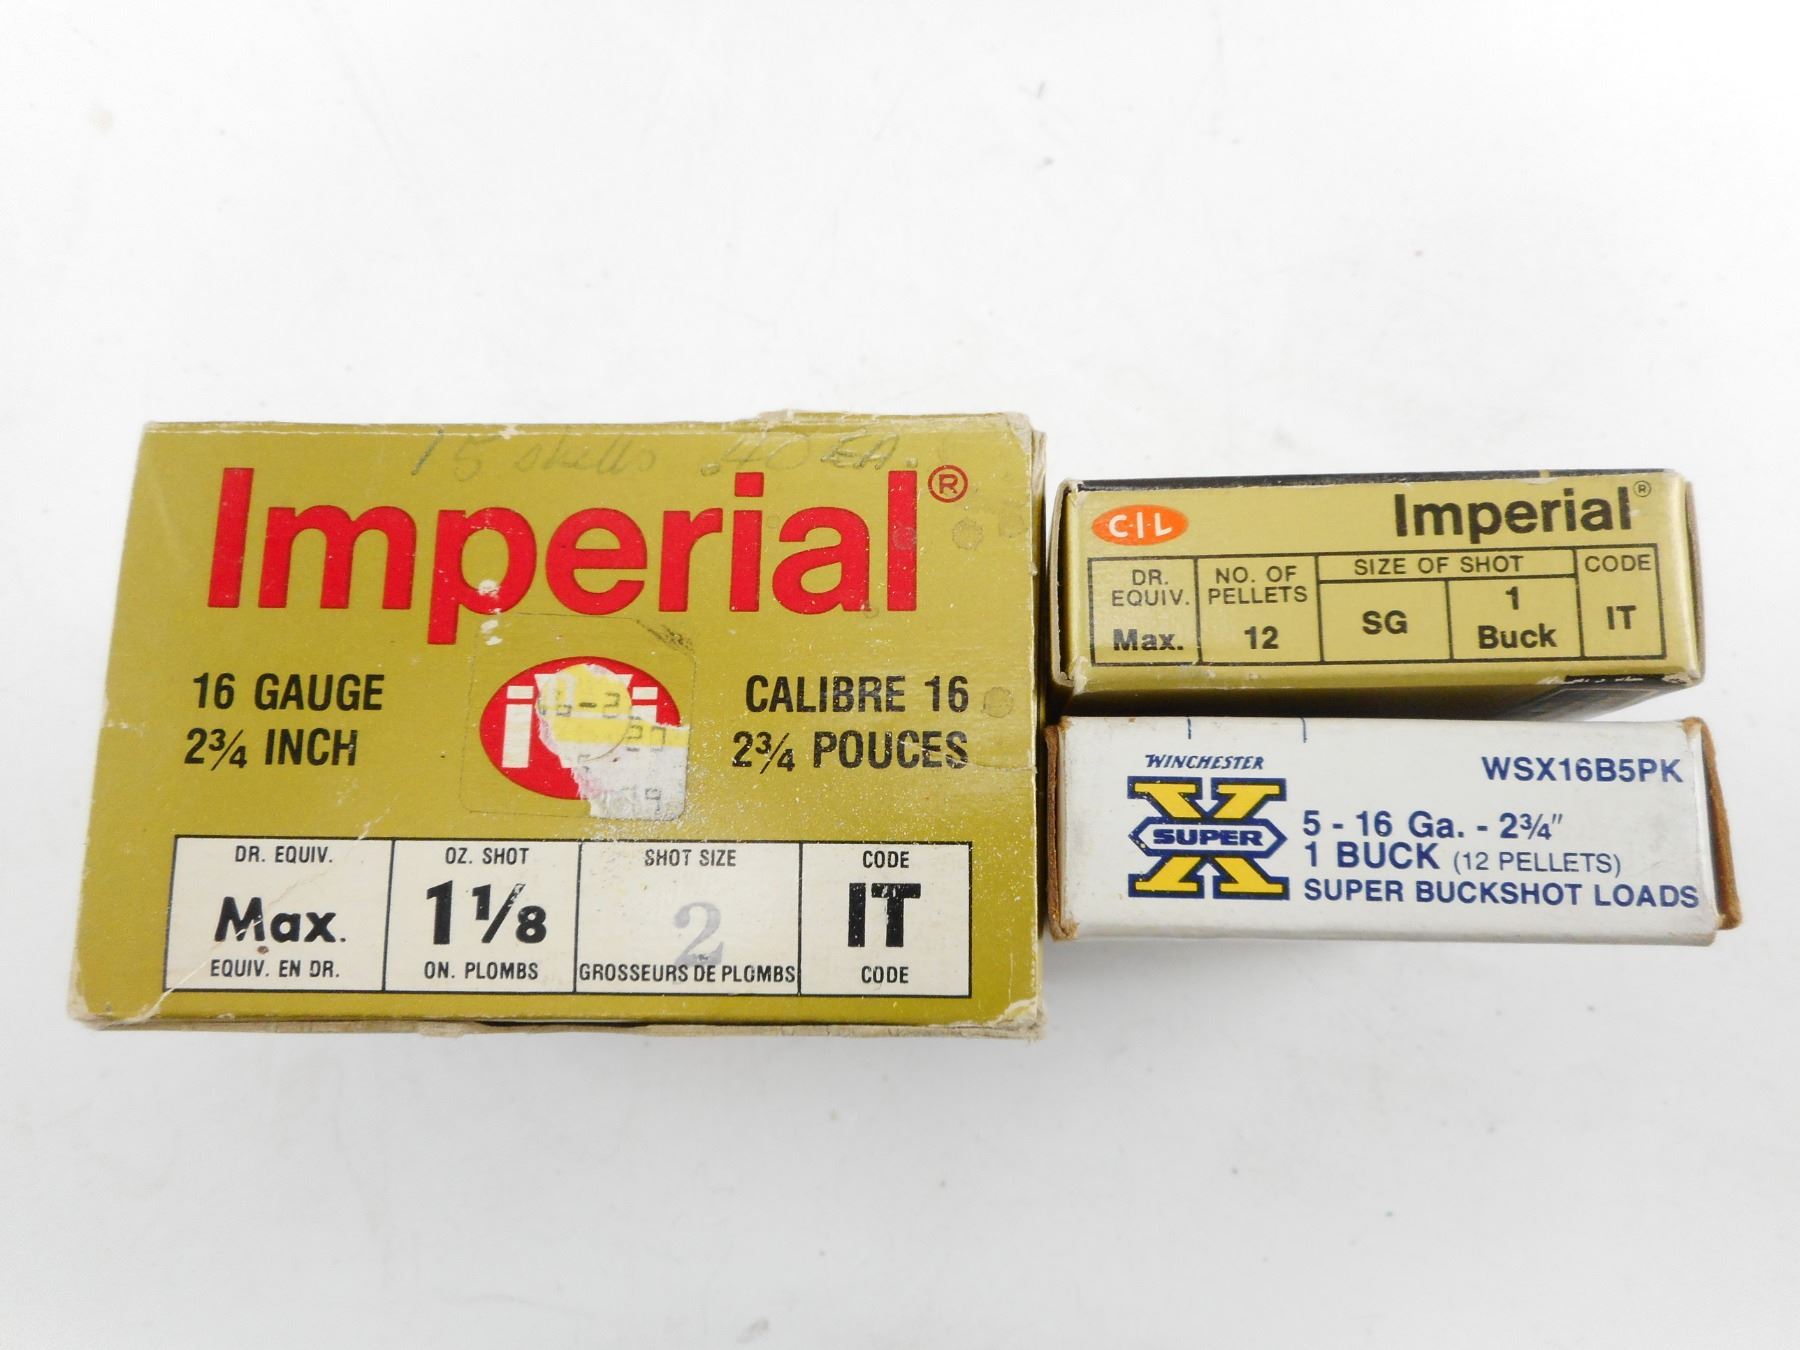 15 shells .40 EA.
Imperial®
16 GAUGE
2¾ INCH
CALIBRE 16
2¾ POUCES
DR. EQUIV.
Max.
EQUIV. EN DR.
OZ. SHOT
1⅛
ON. PLOMBS
SHOT SIZE
2
GROSSEURS DE PLOMBS
CODE
IT
CODE
C-I-L
Imperial®
DR.
EQUIV.
Max.
NO. OF
PELLETS
12
SIZE OF SHOT
SG
1
Buck
CODE
IT
WINCHESTER
SUPER X
WSX16B5PK
5 - 16 Ga. - 2¾"
1 BUCK (12 PELLETS)
SUPER BUCKSHOT LOADS